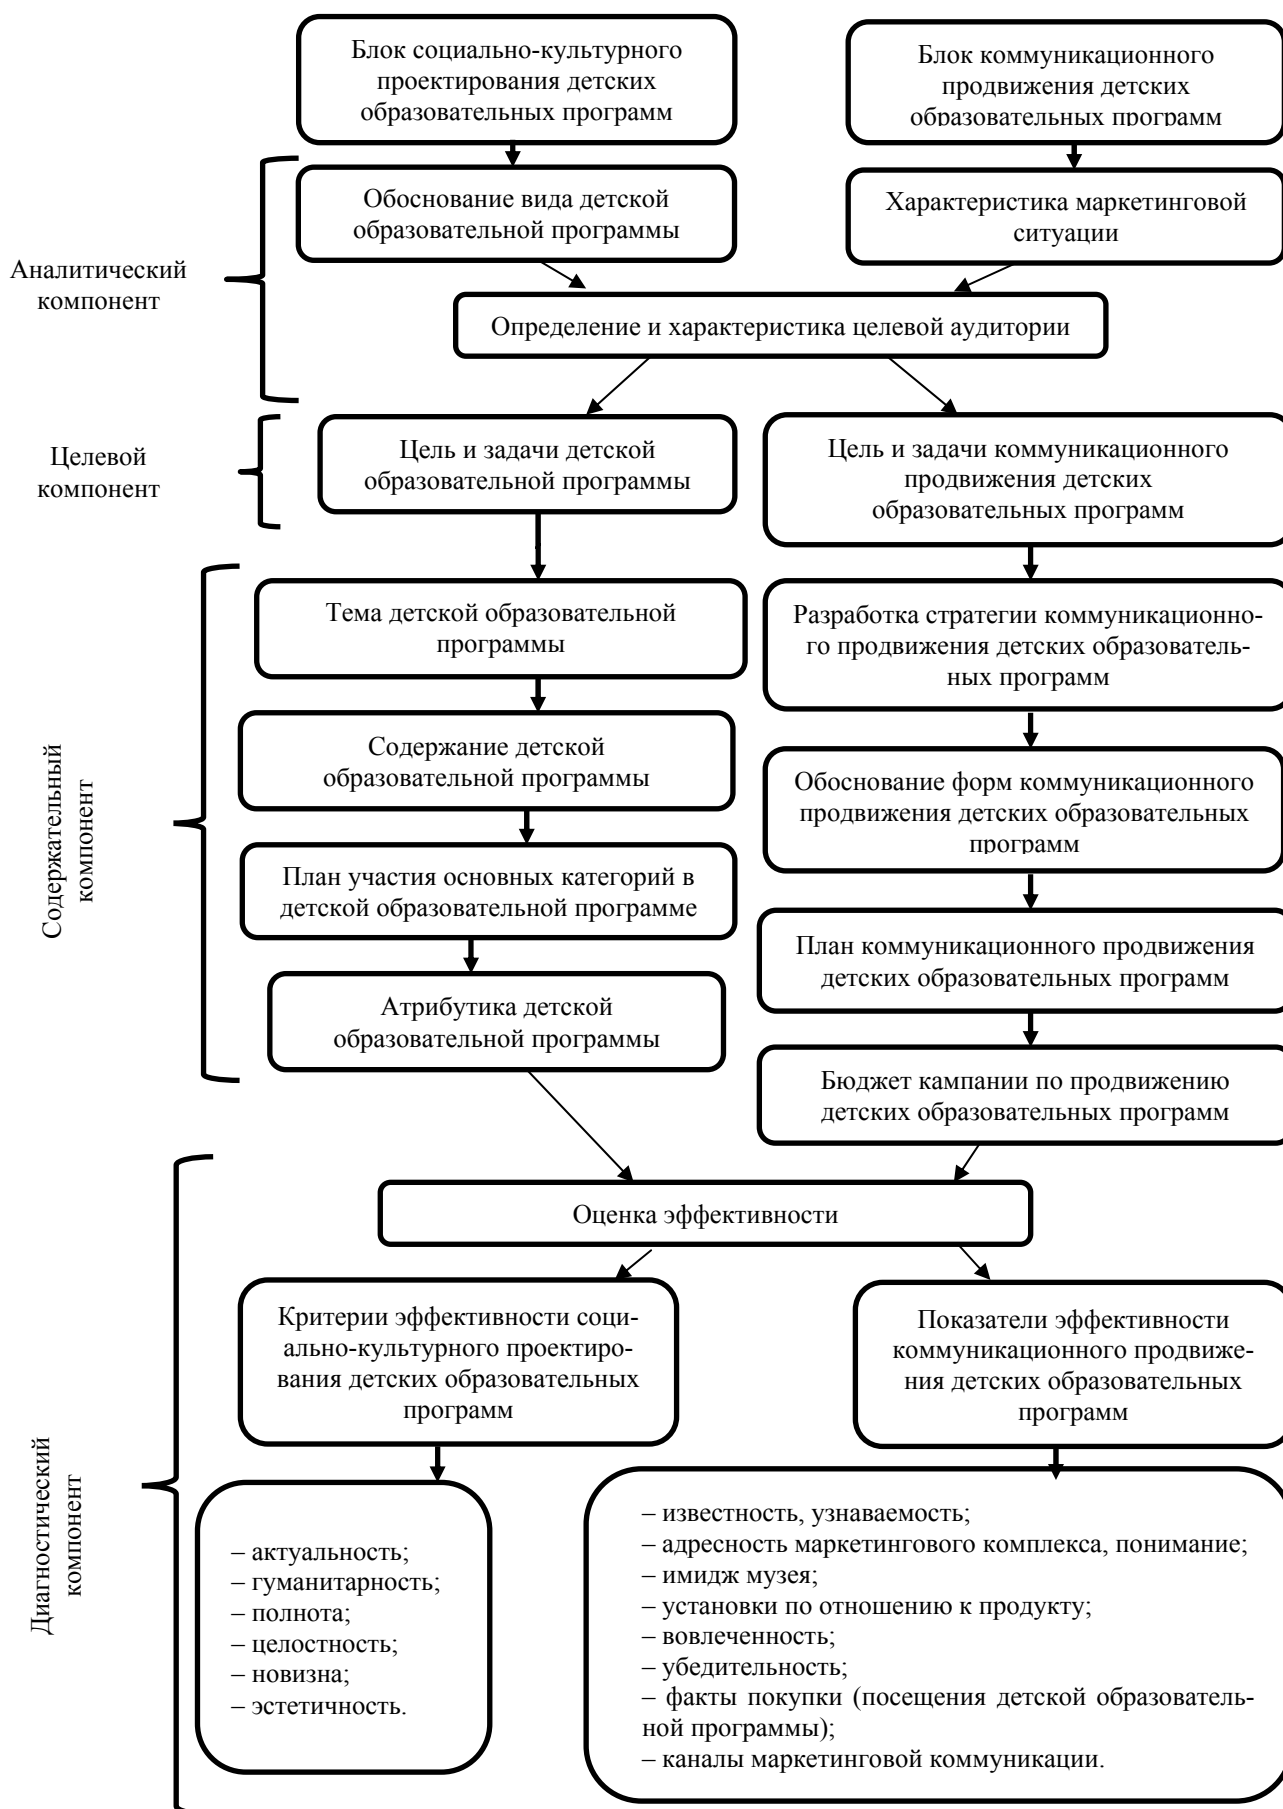 Блок социально-культурного
проектирования детских
образовательных программ
Блок коммуникационного
продвижения детских
образовательных программ
Аналитический
компонент
Обоснование вида детской
образовательной программы
Характеристика маркетинговой
ситуации
Определение и характеристика целевой аудитории
Целевой
компонент
Цель и задачи детской
образовательной программы
Цель и задачи коммуникационного
продвижения детских
образовательных программ
Содержательный
компонент
Тема детской образовательной
программы
Разработка стратегии коммуникационно-
го продвижения детских образователь-
ных программ
Содержание детской
образовательной программы
Обоснование форм коммуникационного
продвижения детских образовательных
программ
План участия основных категорий в
детской образовательной программе
План коммуникационного продвижения
детских образовательных программ
Атрибутика детской
образовательной программы
Бюджет кампании по продвижению
детских образовательных программ
Диагностический
компонент
Оценка эффективности
Критерии эффективности соци-
ально-культурного проектиро-
вания детских образовательных
программ
Показатели эффективности
коммуникационного продвиже-
ния детских образовательных
программ
– актуальность;
– гуманитарность;
– полнота;
– целостность;
– новизна;
– эстетичность.
– известность, узнаваемость;
– адресность маркетингового комплекса, понимание;
– имидж музея;
– установки по отношению к продукту;
– вовлеченность;
– убедительность;
– факты покупки (посещения детской образователь-
ной программы);
– каналы маркетинговой коммуникации.